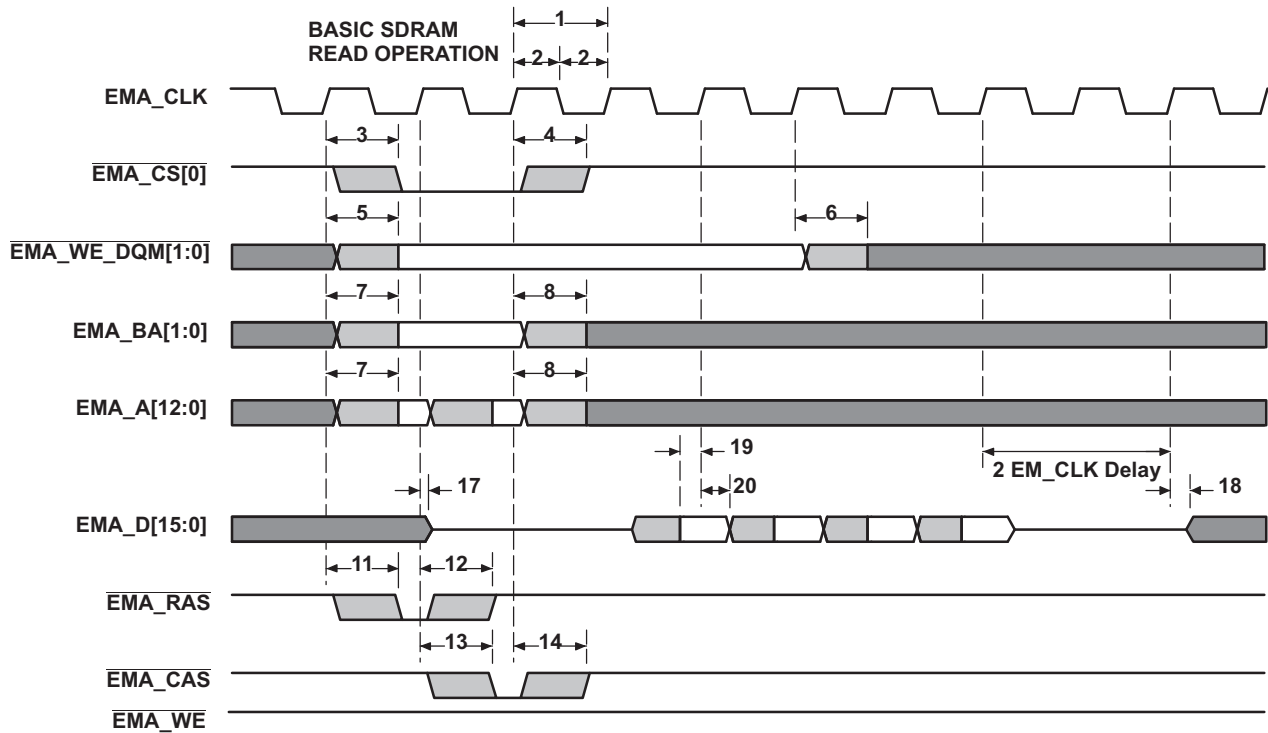 BASIC SDRAM
READ OPERATION
1
2 2
EMA_CLK
3 4
EMA_CS[0]
5 6
EMA_WE_DQM[1:0]
7 8
EMA_BA[1:0]
7 8
EMA_A[12:0]
19
2 EM_CLK Delay
17 20 18
EMA_D[15:0]
11 12
EMA_RAS
13 14
EMA_CAS
EMA_WE